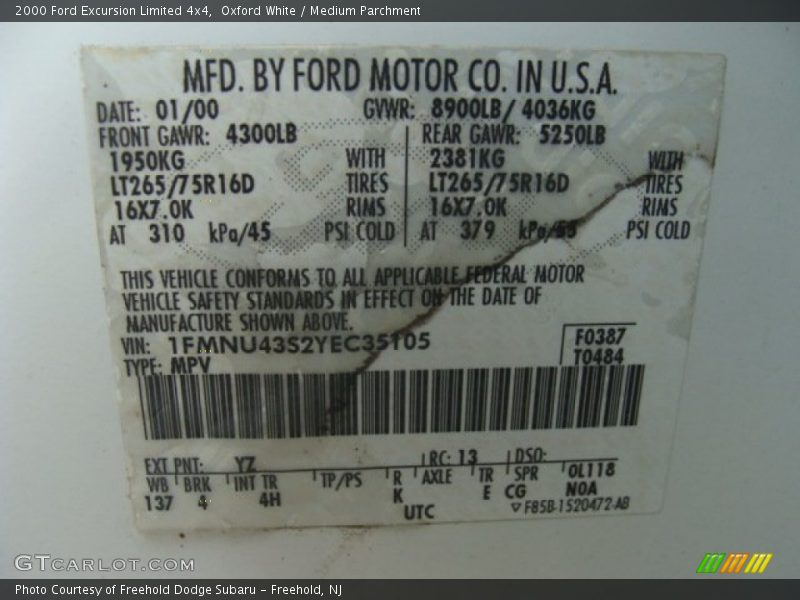 2000 Ford Excursion Limited 4x4,  Oxford White / Medium Parchment
MFD. BY FORD MOTOR CO. IN U.S.A.
DATE: 01/00 GVWR: 8900LB/ 4036KG
FRONT GAWR: 4300LB REAR GAWR: 5250LB
1950KG WITH 2381KG WITH
LT265/75R16D TIRES LT265/75R16D TIRES
16X7.0K RIMS 16X7.0K RIMS
AT 310 kPa/45 PSI COLD AT 379 kPa/55 PSI COLD
THIS VEHICLE CONFORMS TO ALL APPLICABLE FEDERAL MOTOR
VEHICLE SAFETY STANDARDS IN EFFECT ON THE DATE OF
MANUFACTURE SHOWN ABOVE.
VIN: 1FMNU43S2YEC35105 F0387
TYPE: MPV T0484
EXT PNT: YZ RC: 13 DSO:
WB BRK INT TR TP/PS R AXLE TR SPR OL118
137 4 4H K E CG N0A
UTC F85B-1520472-AB
GTCARLOT.COM
Photo Courtesy of Freehold Dodge Subaru – Freehold, NJ